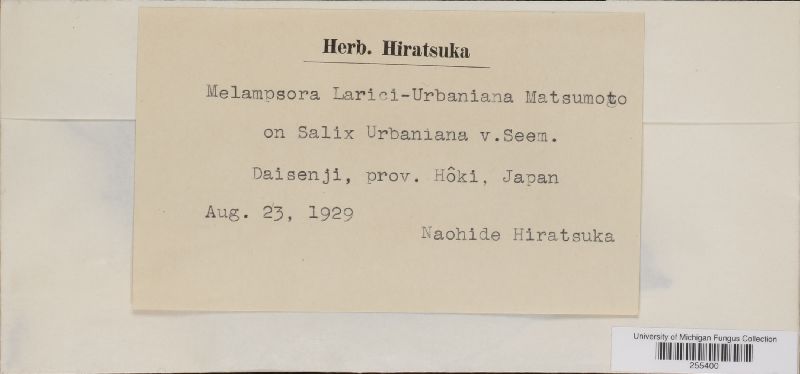 Herb. Hiratsuka
Melampsora Larici-Urbaniana Matsumoto
on Salix Urbaniana v.Seem.
Daisenji, prov. Hôki, Japan
Aug. 23, 1929
Naohide Hiratsuka
University of Michigan Fungus Collection
255400